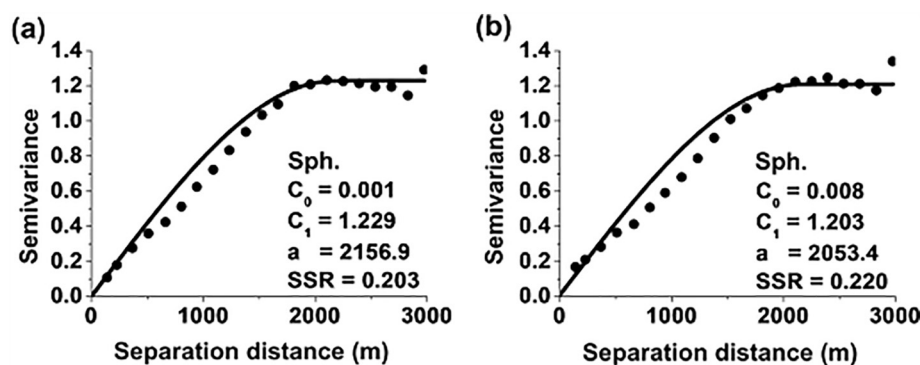 (a)
Semivariance
1.4
1.2
1.0
0.8
0.6
0.4
0.2
0.0
0
1000
2000
3000
Separation distance (m)
Sph.
C0 = 0.001
C1 = 1.229
a = 2156.9
SSR = 0.203
(b)
Semivariance
1.4
1.2
1.0
0.8
0.6
0.4
0.2
0.0
0
1000
2000
3000
Separation distance (m)
Sph.
C0 = 0.008
C1 = 1.203
a = 2053.4
SSR = 0.220